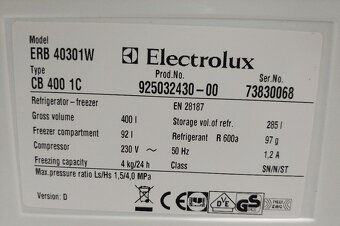 Model
ERB 40301W
Electrolux
Type
Prod.No.
Ser.No.
CB 400 1C
925032430-00
73830068
Refrigerator - freezer
EN 28187
Gross volume 400 l
Storage vol.of refr. 285 l
Freezer compartment 92 l
Refrigerant R 600a 97 g
Compressor 230 V ~ 50 Hz 1,2 A
Freezing capacity 4 kg/24 h Class SN/N/ST
Max.pressure ratio Ls/Hs 1,5/4,0 MPa
Version: D